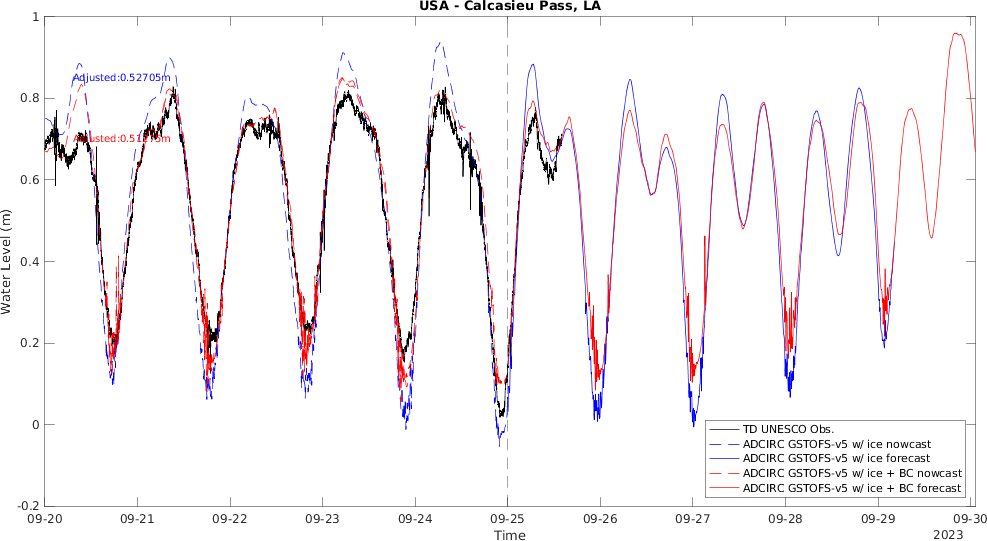 USA - Calcasieu Pass, LA
1
0.8
0.6
0.4
0.2
0
-0.2
Water Level (m)
Adjusted:0.52705m
09-20
09-21
09-22
09-23
09-24
09-25
09-26
09-27
09-28
09-29
09-30
Time
2023
TD UNESCO Obs.
ADCIRC GSTOFS-v5 w/ ice nowcast
ADCIRC GSTOFS-v5 w/ ice forecast
ADCIRC GSTOFS-v5 w/ ice + BC nowcast
ADCIRC GSTOFS-v5 w/ ice + BC forecast